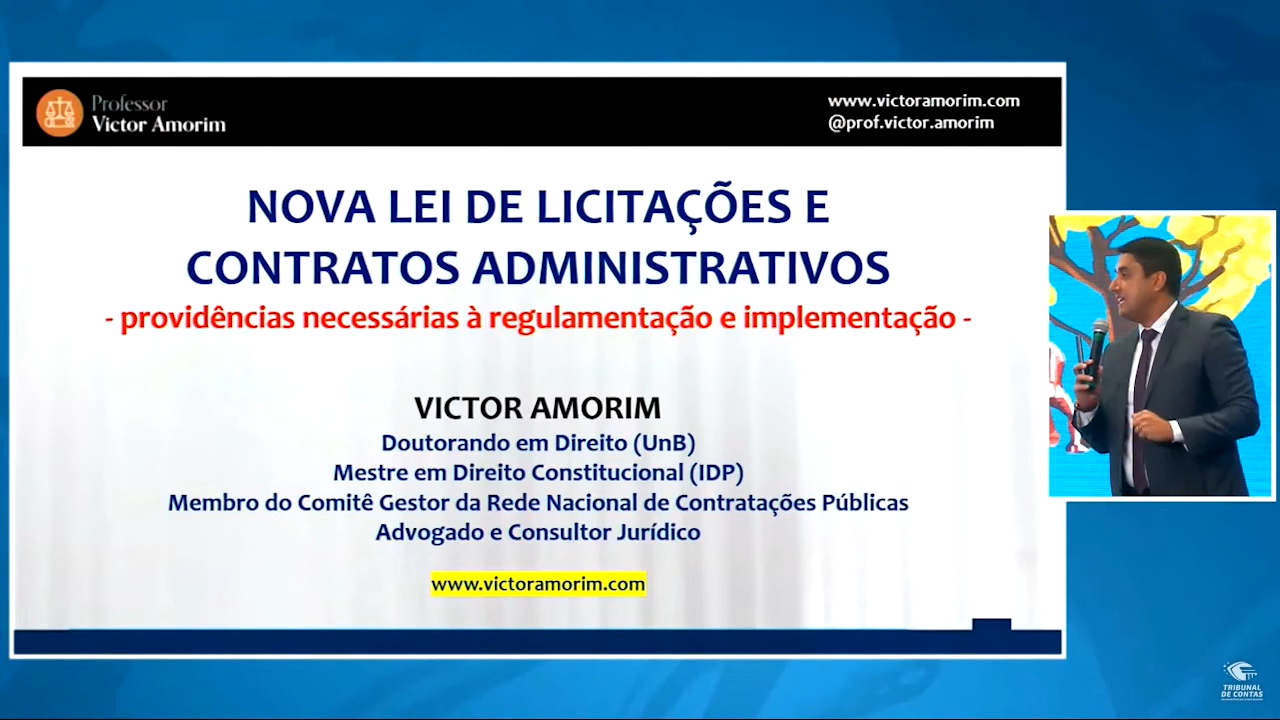 Professor
Victor Amorim
www.victoramorim.com
@prof.victor.amorim
NOVA LEI DE LICITAÇÕES E
CONTRATOS ADMINISTRATIVOS
- providências necessárias à regulamentação e implementação -
VICTOR AMORIM
Doutorando em Direito (UnB)
Mestre em Direito Constitucional (IDP)
Membro do Comitê Gestor da Rede Nacional de Contratações Públicas
Advogado e Consultor Jurídico
www.victoramorim.com
TRIBUNAL
DE CONTAS